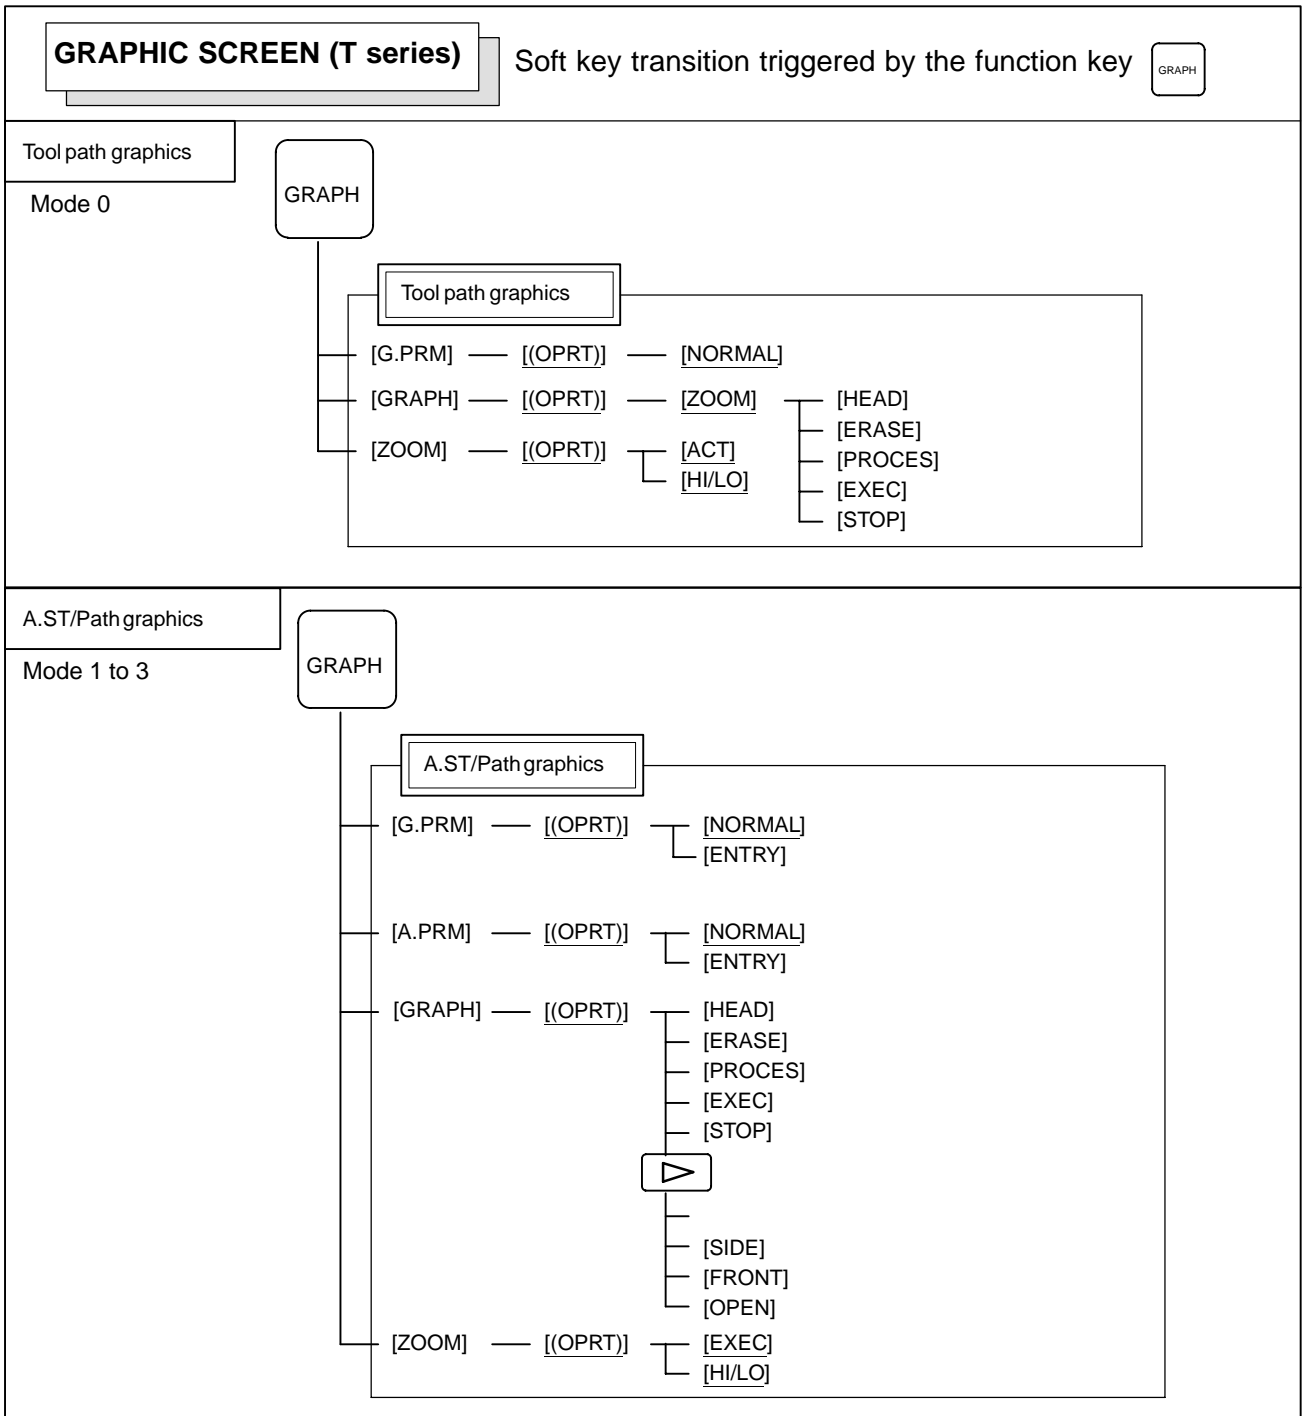 GRAPHIC SCREEN (T series) Soft key transition triggered by the function key GRAPH
Tool path graphics
Mode 0
GRAPH
Tool path graphics
[G.PRM] [(OPRT)] [NORMAL]
[GRAPH] [(OPRT)] [ZOOM] [HEAD]
[ERASE]
[ZOOM] [(OPRT)] [ACT] [PROCES]
[HI/LO] [EXEC]
[STOP]
A.ST/Path graphics
Mode 1 to 3
GRAPH
A.ST/Path graphics
[G.PRM] [(OPRT)] [NORMAL]
[ENTRY]
[A.PRM] [(OPRT)] [NORMAL]
[ENTRY]
[GRAPH] [(OPRT)] [HEAD]
[ERASE]
[PROCES]
[EXEC]
[STOP]
[SIDE]
[FRONT]
[OPEN]
[ZOOM] [(OPRT)] [EXEC]
[HI/LO]